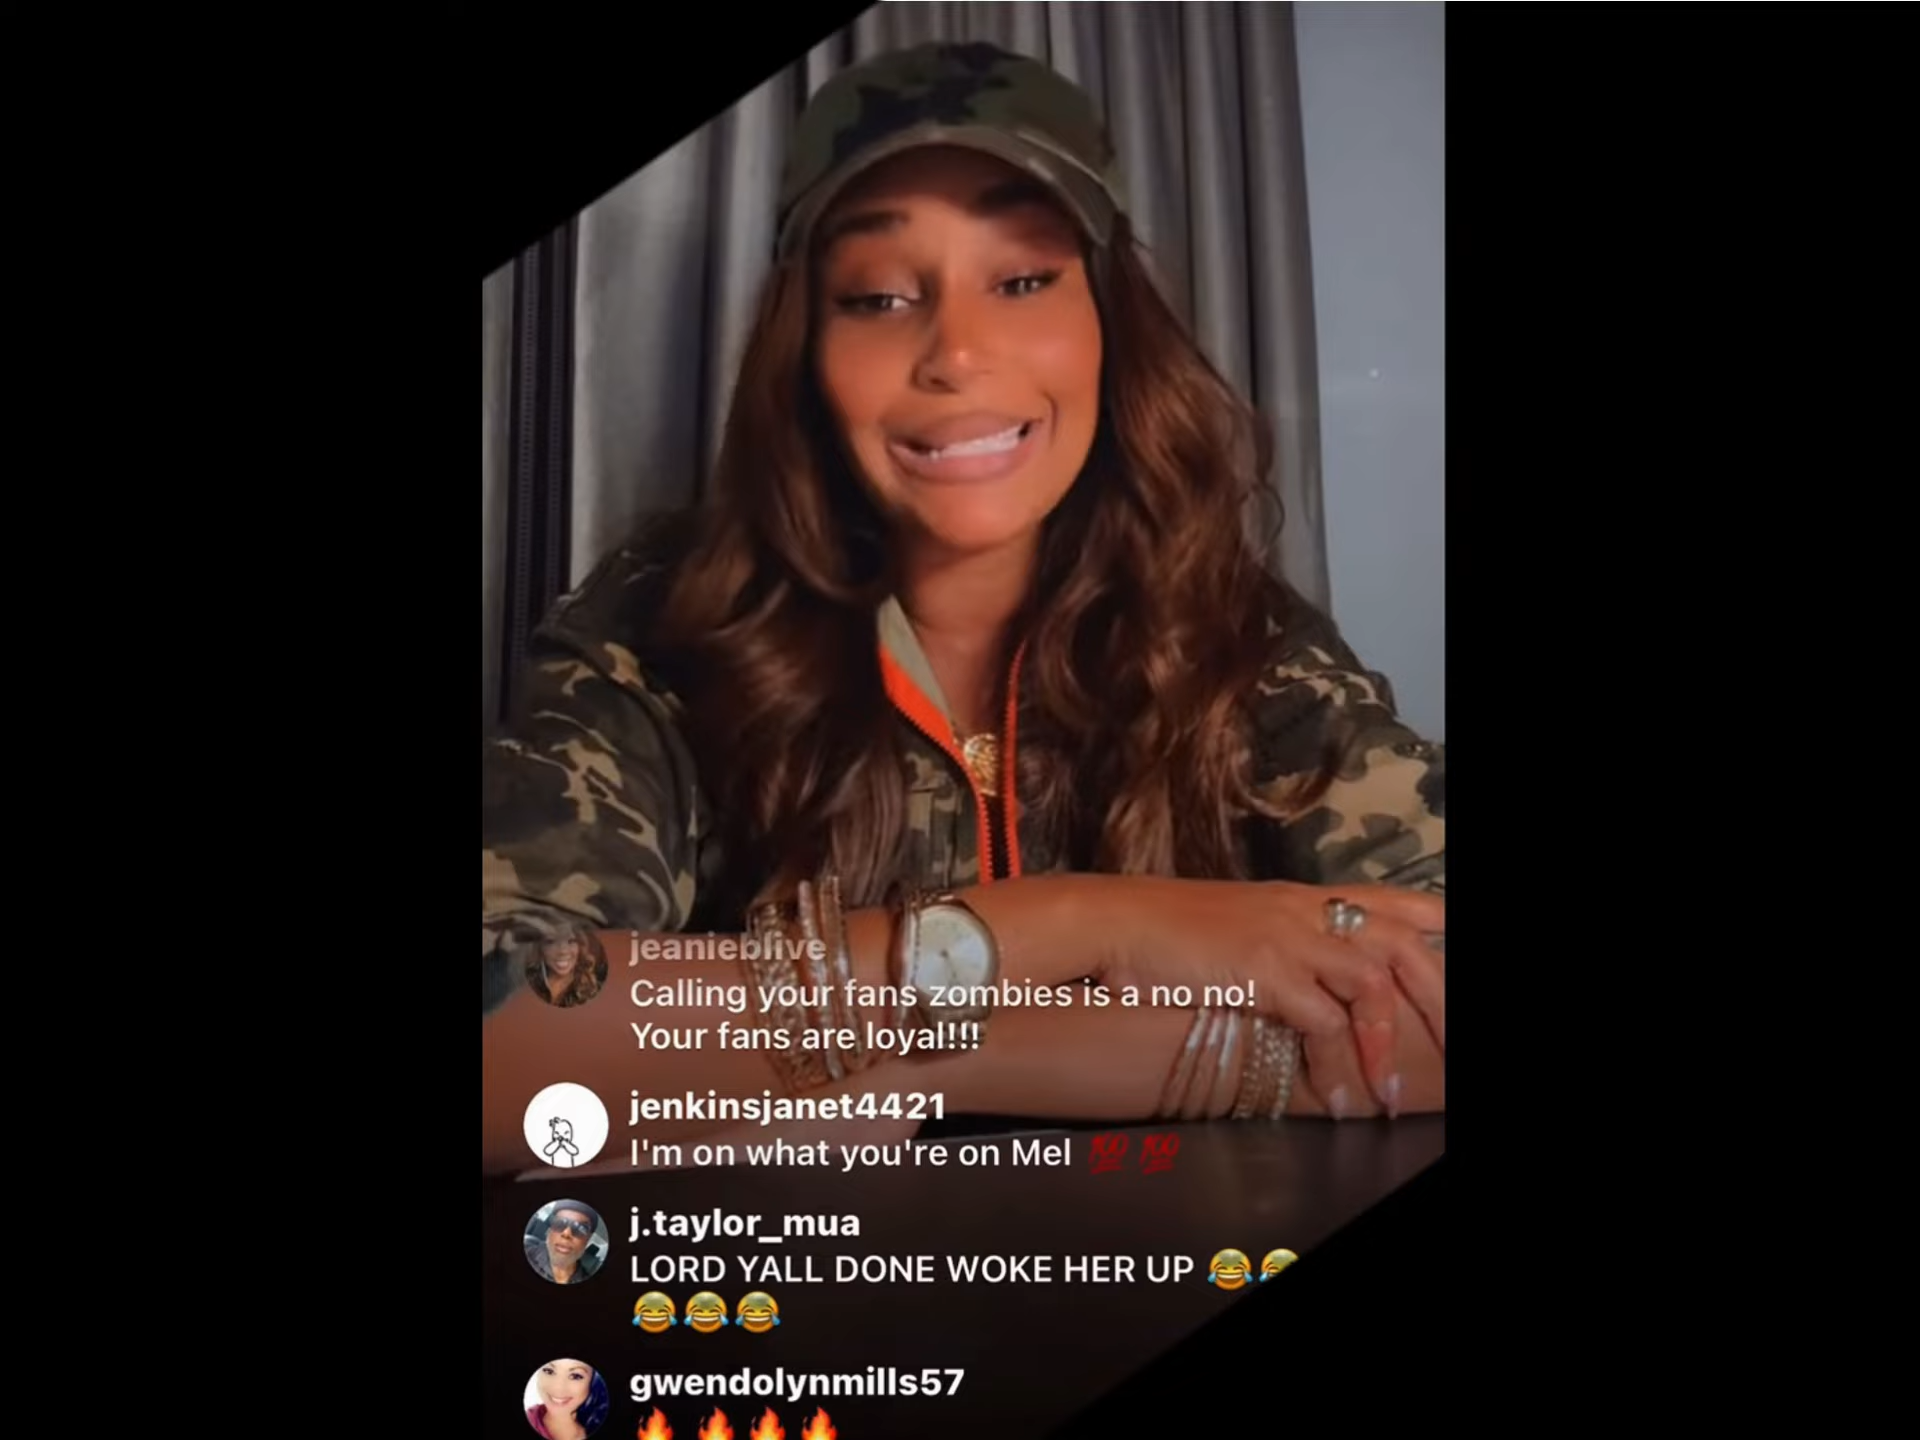 jeanieblive
Calling your fans zombies is a no no!
Your fans are loyal!!!
jenkinsjanet4421
I'm on what you're on Mel 💯 💯
j.taylor_mua
LORD YALL DONE WOKE HER UP 😂😂
😂😂😂
gwendolynmills57
🔥 🔥 🔥 🔥